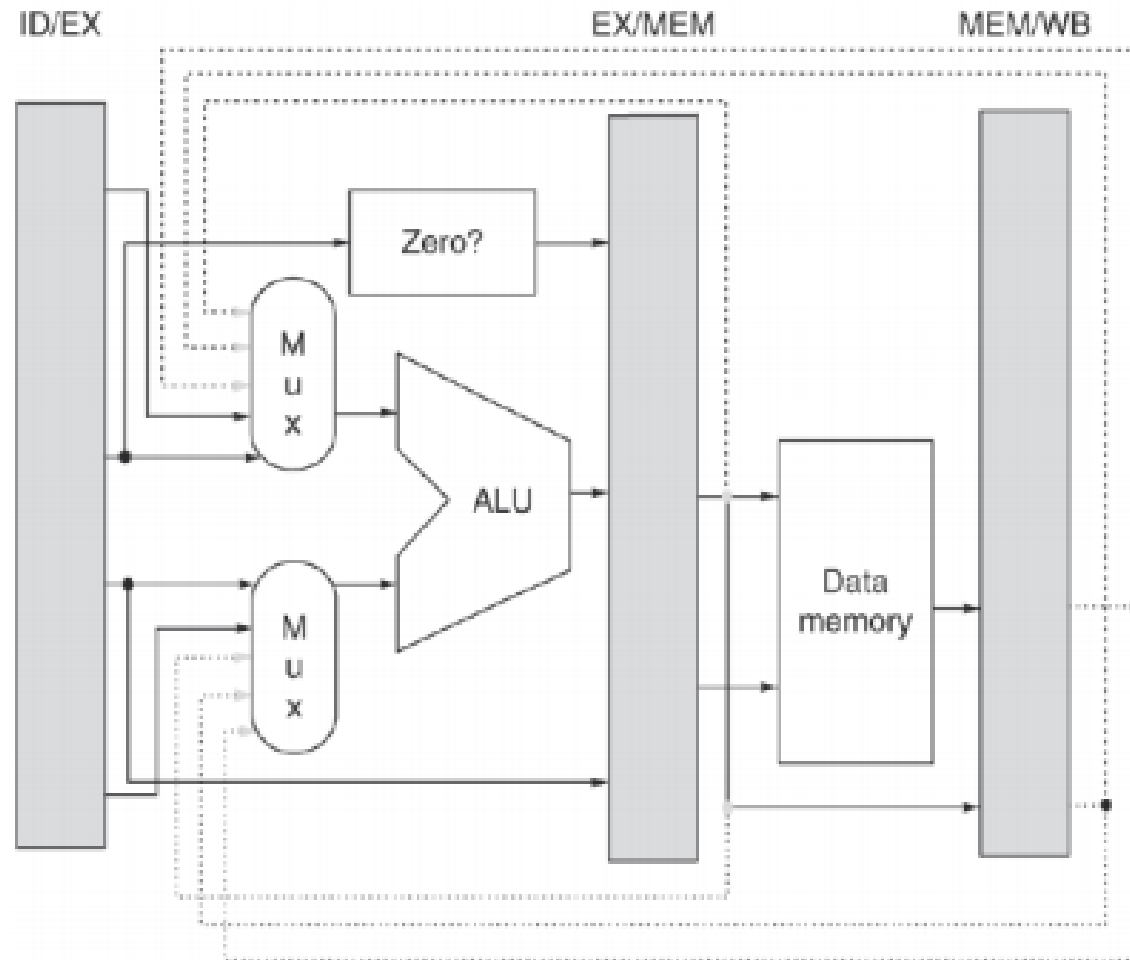 ID/EX
EX/MEM
MEM/WB
Zero?
M
u
x
ALU
M
u
x
Data
memory